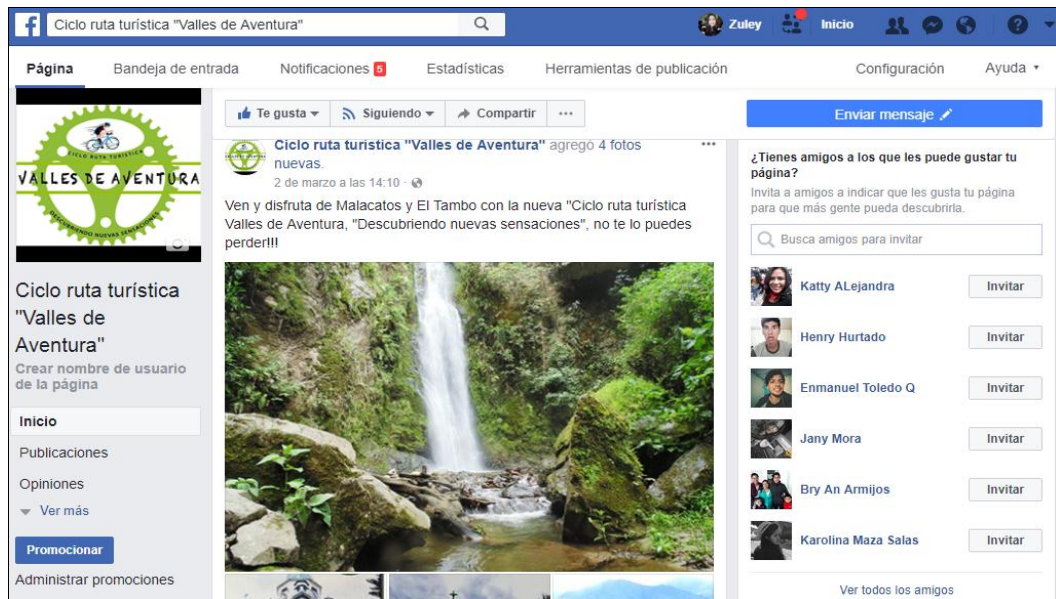 Ciclo ruta turística "Valles de Aventura"
Zuley
Inicio
Página
Bandeja de entrada
Notificaciones 5
Estadísticas
Herramientas de publicación
Configuración
Ayuda
CICLO RUTA TURISTICA
VALLES DE AVENTURA
DESCUBRIENDO NUEVAS SENSACIONES
Ciclo ruta turística
"Valles de
Aventura"
Crear nombre de usuario
de la página
Inicio
Publicaciones
Opiniones
Ver más
Promocionar
Administrar promociones
Te gusta
Siguiendo
Compartir
Ciclo ruta turistica "Valles de Aventura" agregó 4 fotos
nuevas.
2 de marzo a las 14:10
Ven y disfruta de Malacatos y El Tambo con la nueva "Ciclo ruta turística
Valles de Aventura, "Descubriendo nuevas sensaciones", no te lo puedes
perder!!!
Enviar mensaje
¿Tienes amigos a los que les puede gustar tu
página?
Invita a amigos a indicar que les gusta tu página
para que más gente pueda descubrirla.
Busca amigos para invitar
Katty ALejandra
Invitar
Henry Hurtado
Invitar
Enmanuel Toledo Q
Invitar
Jany Mora
Invitar
Bry An Armijos
Invitar
Karolina Maza Salas
Invitar
Ver todos los amigos